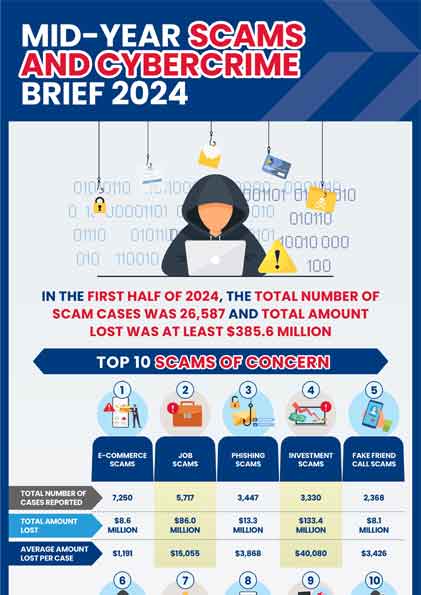 MID-YEAR SCAMS
AND CYBERCRIME
BRIEF 2024
IN THE FIRST HALF OF 2024, THE TOTAL NUMBER OF
SCAM CASES WAS 26,587 AND TOTAL AMOUNT
LOST WAS AT LEAST $385.6 MILLION
TOP 10 SCAMS OF CONCERN
1 2 3 4 5
E-COMMERCE SCAMS JOB SCAMS PHISHING SCAMS INVESTMENT SCAMS FAKE FRIEND CALL SCAMS
TOTAL NUMBER OF CASES REPORTED 7,250 5,717 3,447 3,330 2,368
TOTAL AMOUNT LOST $8.6 MILLION $86.0 MILLION $13.3 MILLION $133.4 MILLION $8.1 MILLION
AVERAGE AMOUNT LOST PER CASE $1,191 $15,055 $3,868 $40,080 $3,426
6 7 8 9 10